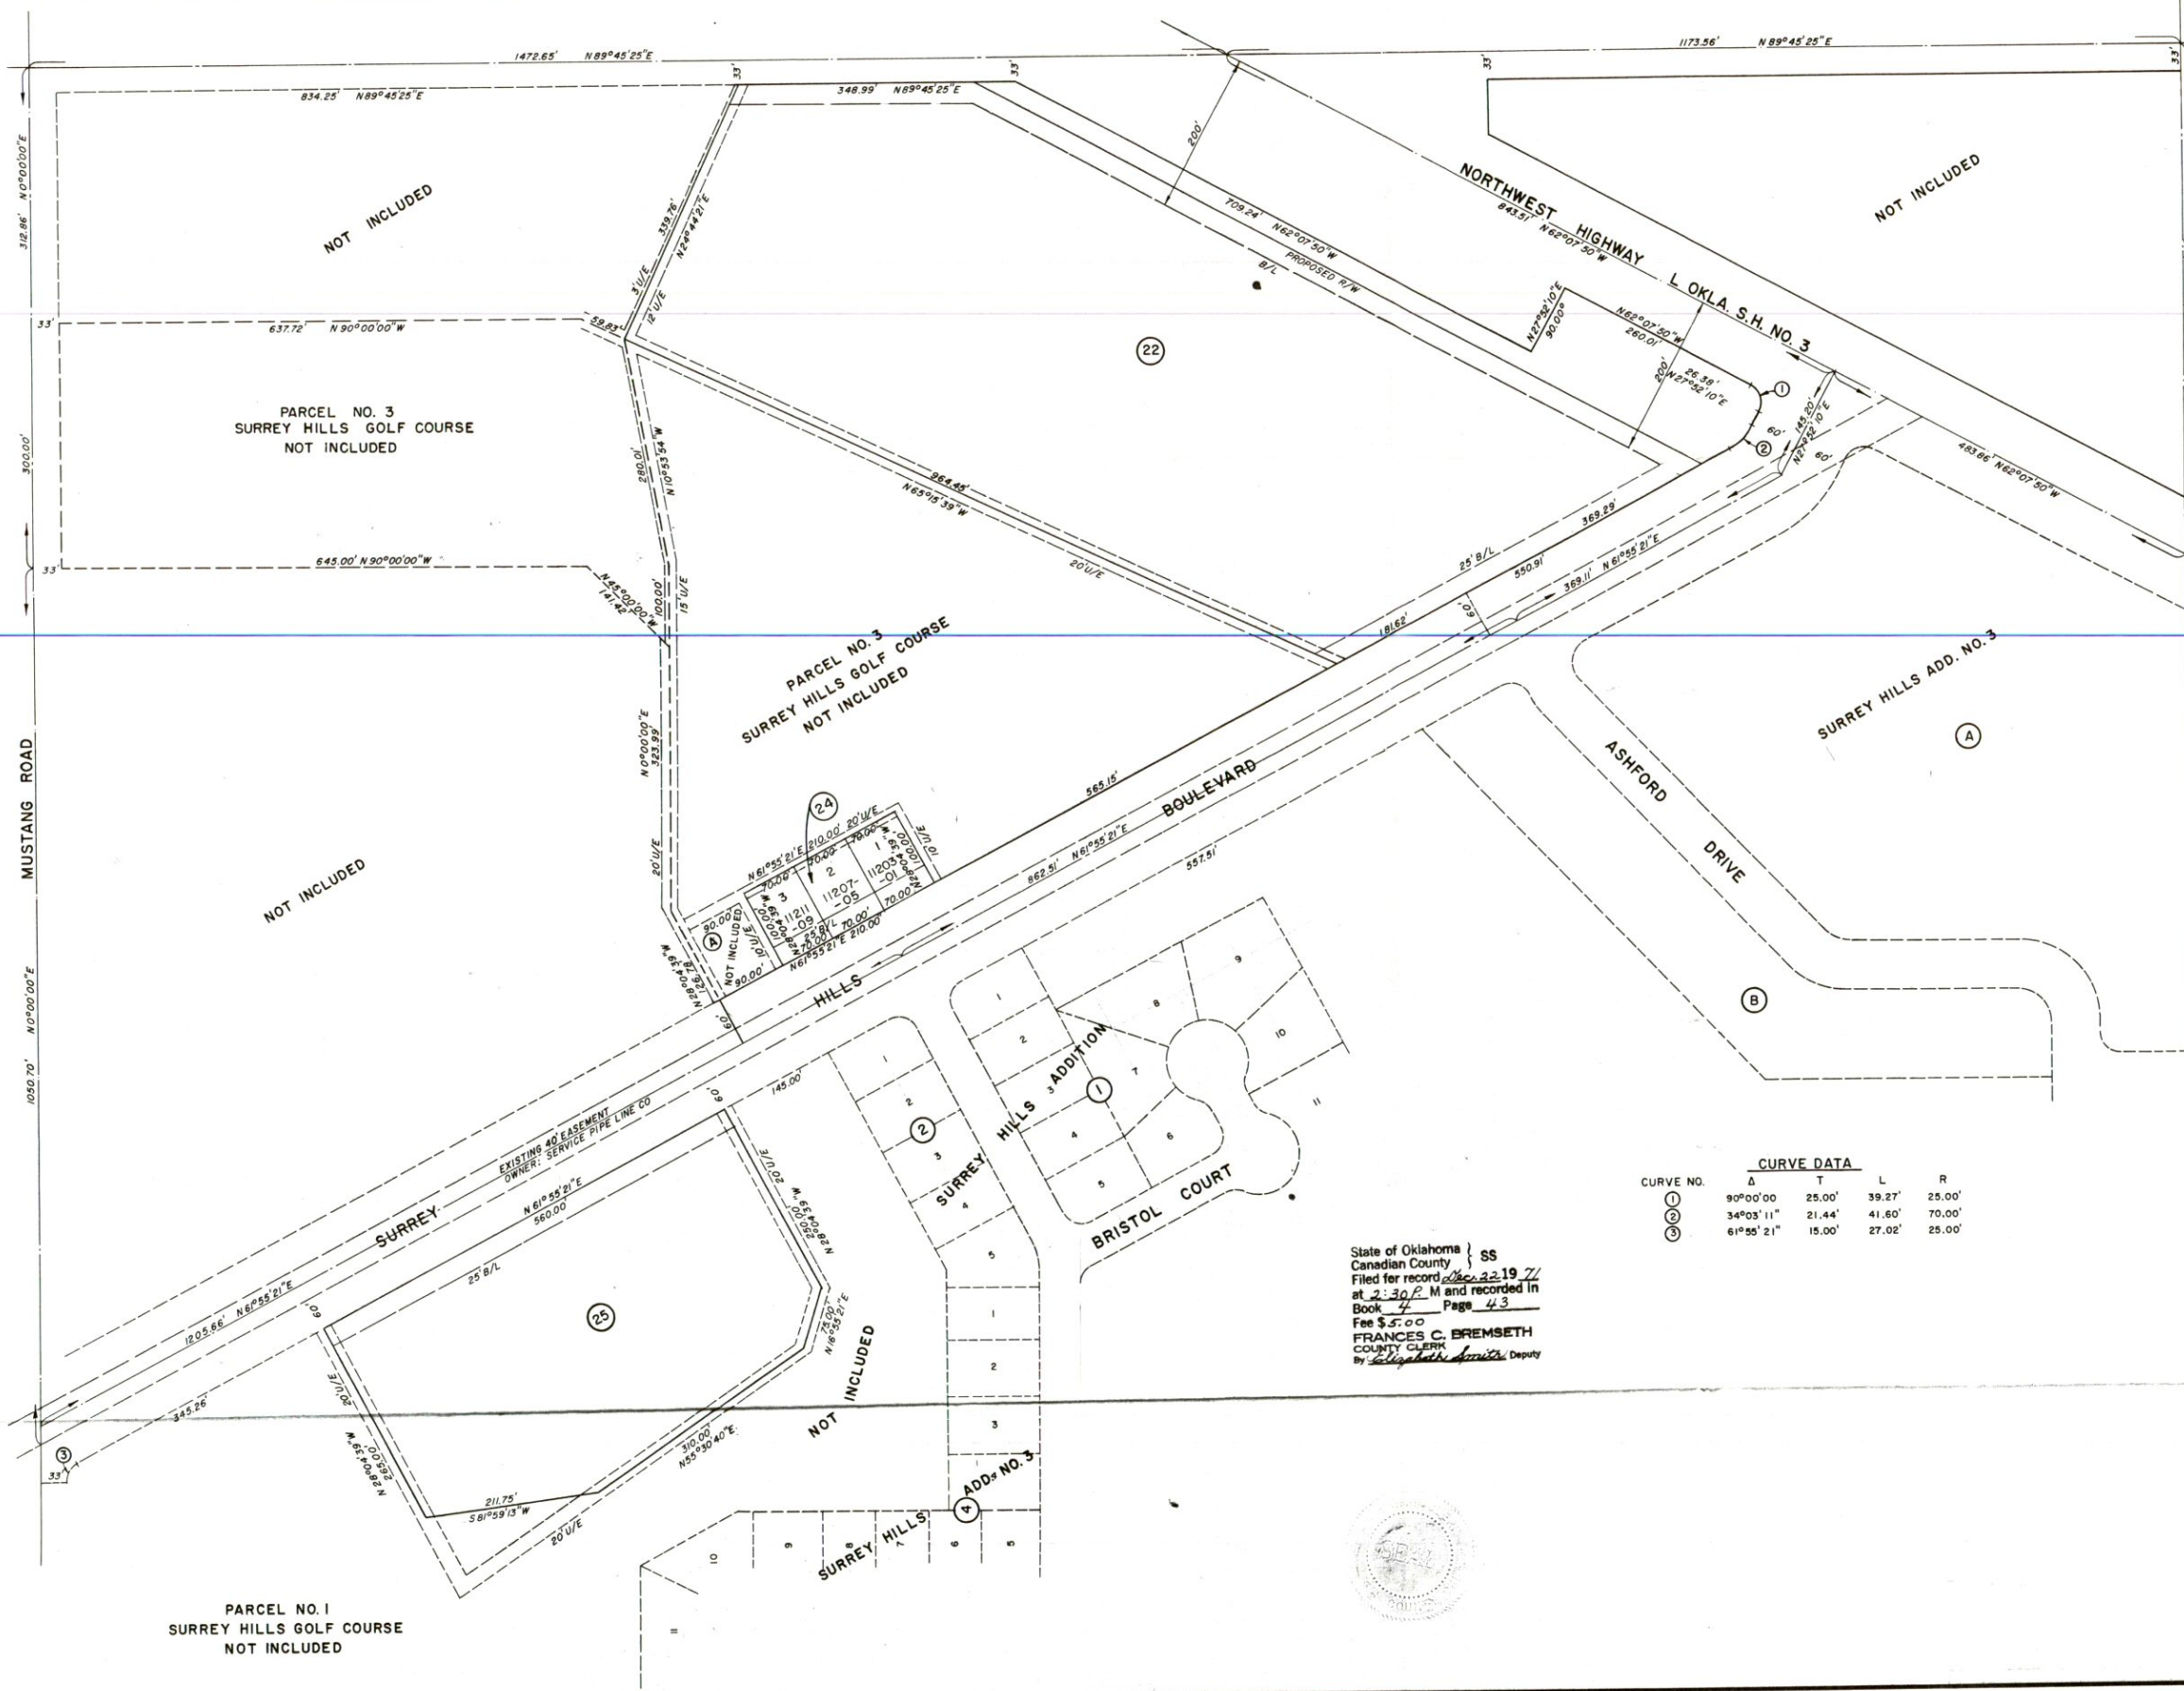 1472.65' N89°45'25"E
1173.56' N89°45'25"E
33'
33'
33'
33'
834.25' N89°45'25"E
348.99' N89°45'25"E
312.86' N0°00'00"E
NOT INCLUDED
339.76'
N24°44'21"E
3'U/E
12'U/E
200'
709.24'
N62°07'50"W
PROPOSED R/W
B/L
NORTHWEST HIGHWAY L OKLA. S.H. NO. 3
843.51'
N62°07'50"W
NOT INCLUDED
N27°52'10"E
90.00'
N62°07'50"W
260.01'
200'
26.38'
N27°52'10"E
1
2
60'
145.20'
N27°52'10"E
60'
483.86' N62°07'50"W
33'
637.72' N90°00'00"W
59.83'
22
PARCEL NO. 3
SURREY HILLS GOLF COURSE
NOT INCLUDED
300.00'
280.01'
N10°53'54"W
964.45'
N65°15'39"W
20'U/E
25'B/L
369.29'
550.91'
369.11' N61°55'21"E
60'
181.62'
33'
645.00' N90°00'00"W
N45°00'00"W
141.42'
100.00'
15'U/E
PARCEL NO. 3
SURREY HILLS GOLF COURSE
NOT INCLUDED
SURREY HILLS ADD. NO. 3
A
MUSTANG ROAD
N0°00'00"E
323.99'
20'U/E
565.15'
BOULEVARD
ASHFORD
DRIVE
24
N61°55'21"E 210.00' 20'U/E
70.00'
70.00'
70.00'
10'U/E
N28°04'39"W
100.00'
1
11203
-01
2
11207-
-05
3
11211
-09
N28°04'39"W
100.00'
25'B/L
70.00'
70.00'
70.00'
N61°55'21"E 210.00'
862.51' N61°55'21"E
557.51'
NOT INCLUDED
90.00'
A
NOT INCLUDED
10'U/E
90.00'
N28°04'39"W
126.78'
60'
HILLS
1050.70' N0°00'00"E
B
145.00'
60'
EXISTING 40' EASEMENT
OWNER: SERVICE PIPE LINE CO
N61°55'21"E
560.00'
SURREY
25'B/L
1205.66' N61°55'21"E
60'
20'U/E
250.00'
N28°04'39"W
25
75.00'
N16°55'21"E
NOT INCLUDED
345.26'
20'U/E
N28°04'39"W
265.00'
310.00'
N55°30'40"E
211.75'
S81°59'13"W
20'U/E
3
33'
1
2
3
4
5
2
SURREY HILLS ADDITION
1
1
2
3
4
5
6
7
8
9
10
11
BRISTOL COURT
1
2
3
SURREY HILLS ADD. NO. 3
4
10
9
8
7
6
5
11
PARCEL NO. 1
SURREY HILLS GOLF COURSE
NOT INCLUDED
CURVE DATA
CURVE NO. Δ T L R
1 90°00'00 25.00' 39.27' 25.00'
2 34°03'11" 21.44' 41.60' 70.00'
3 61°55'21" 15.00' 27.02' 25.00'
State of Oklahoma } SS
Canadian County
Filed for record Dec. 22 19 71
at 2:30 P. M and recorded in
Book 4 Page 43
Fee $5.00
FRANCES C. BREMSETH
COUNTY CLERK
By Elizabeth Smith Deputy
SEAL